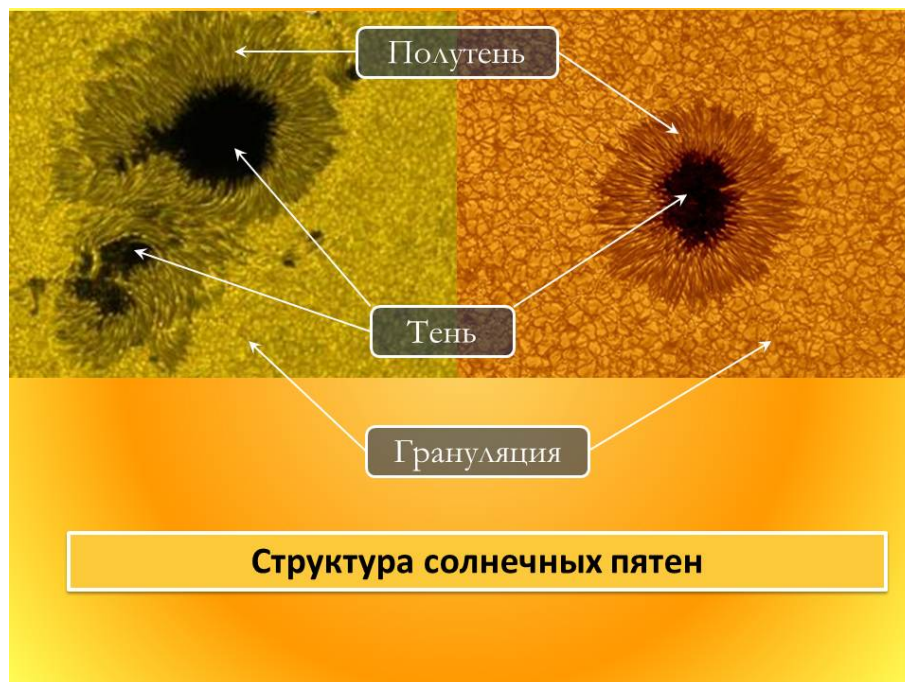 Полутень
Тень
Грануляция
Структура солнечных пятен